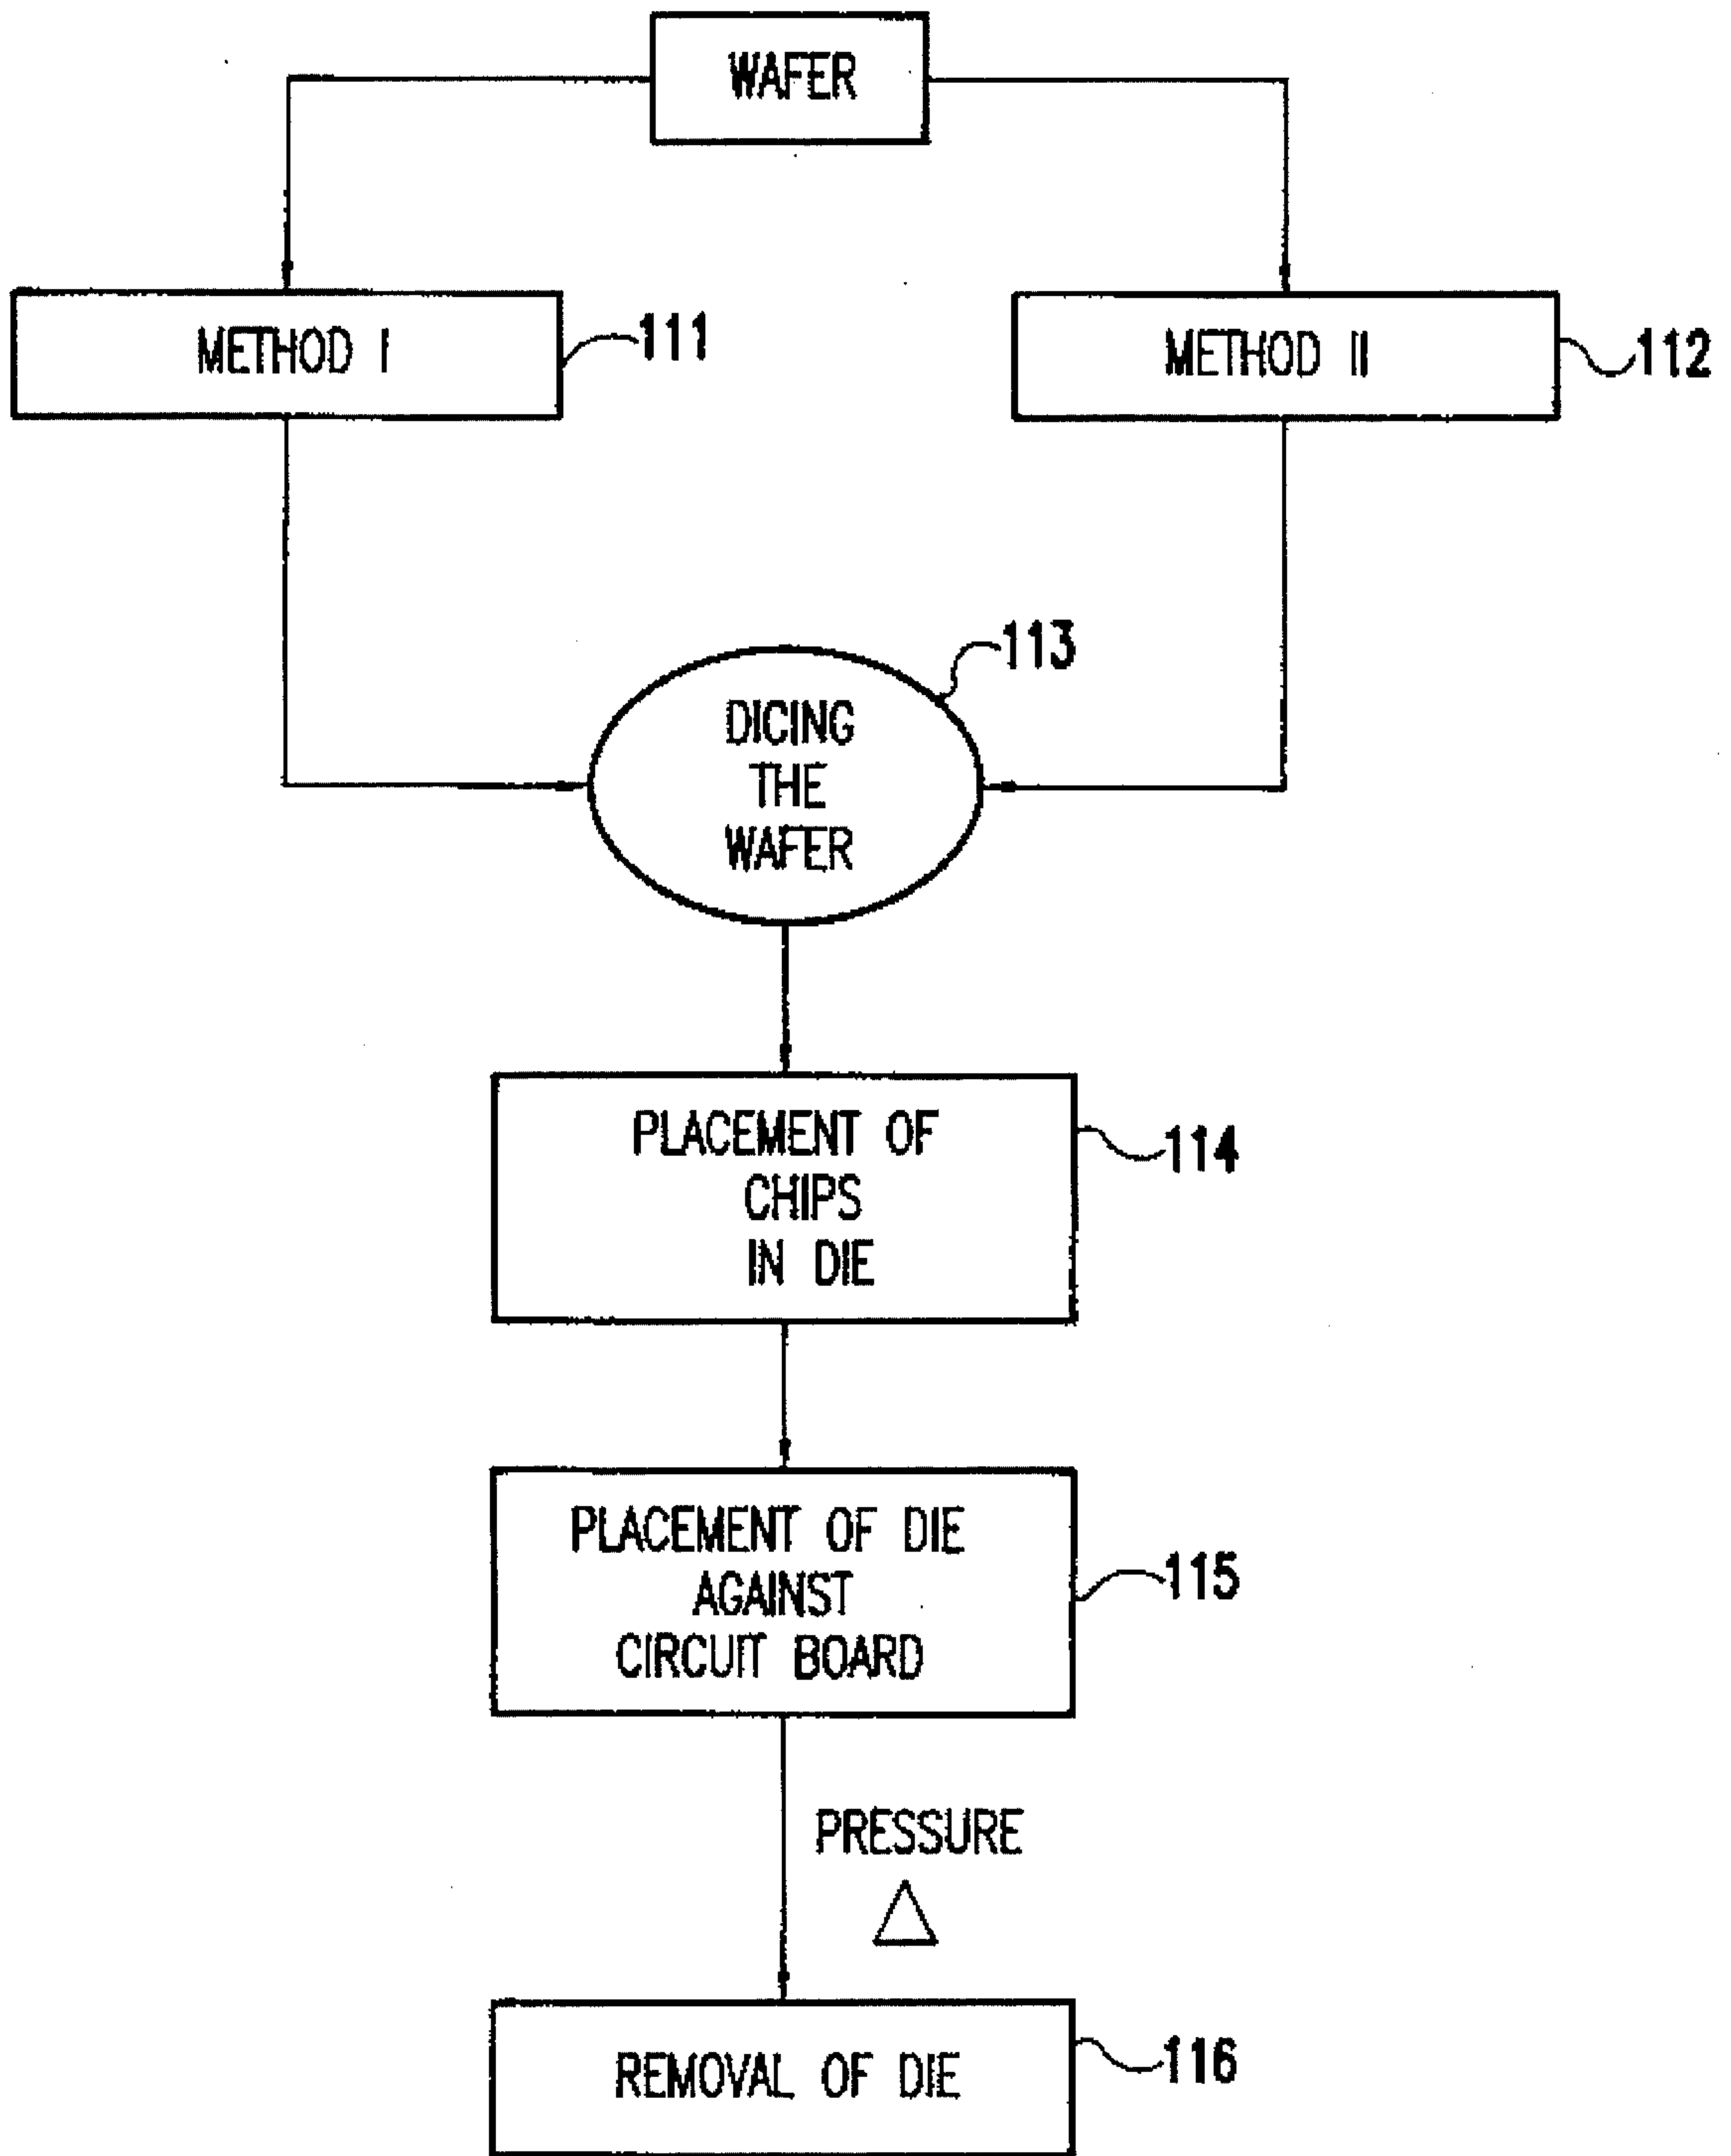 WAFER
METHOD I
111
METHOD II
112
113
DICING
THE
WAFER
PLACEMENT OF
CHIPS
IN DIE
114
PLACEMENT OF DIE
AGAINST
CIRCUIT BOARD
115
PRESSURE
△
REMOVAL OF DIE
116